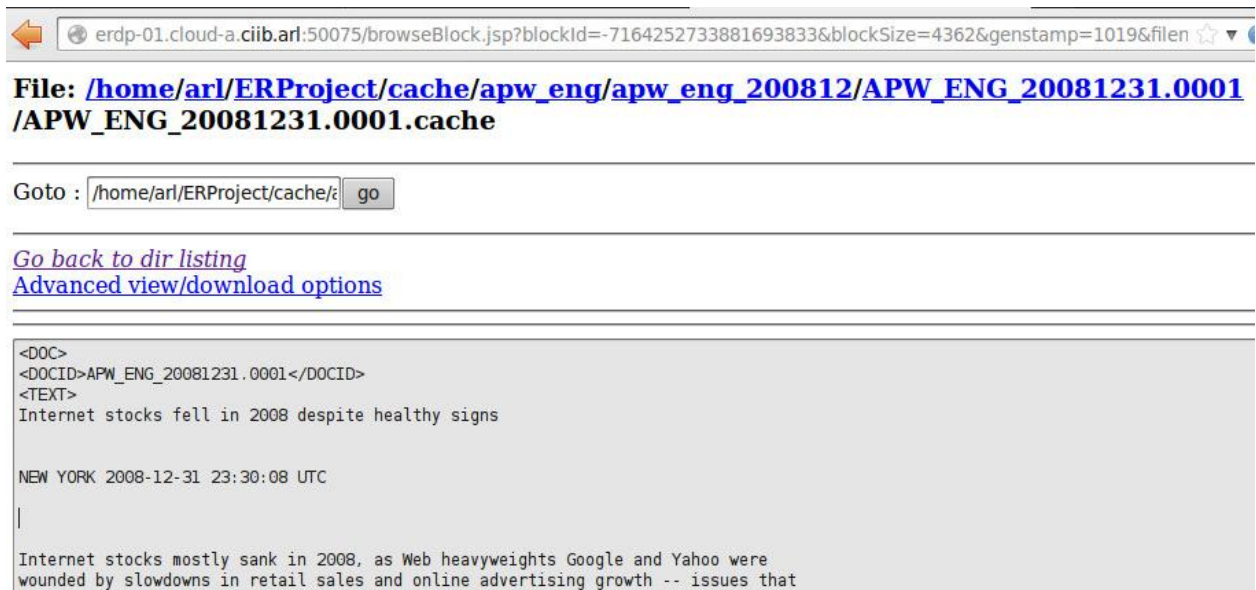 erdp-01.cloud-a.ciib.arl:50075/browseBlock.jsp?blockId=-7164252733881693833&blockSize=4362&genstamp=1019&filen
File: /home/arl/ERProject/cache/apw_eng/apw_eng_200812/APW_ENG_20081231.0001
/APW_ENG_20081231.0001.cache
Goto : /home/arl/ERProject/cache/a go
Go back to dir listing
Advanced view/download options
<DOC>
<DOCID>APW_ENG_20081231.0001</DOCID>
<TEXT>
Internet stocks fell in 2008 despite healthy signs
NEW YORK 2008-12-31 23:30:08 UTC
Internet stocks mostly sank in 2008, as Web heavyweights Google and Yahoo were
wounded by slowdowns in retail sales and online advertising growth -- issues that